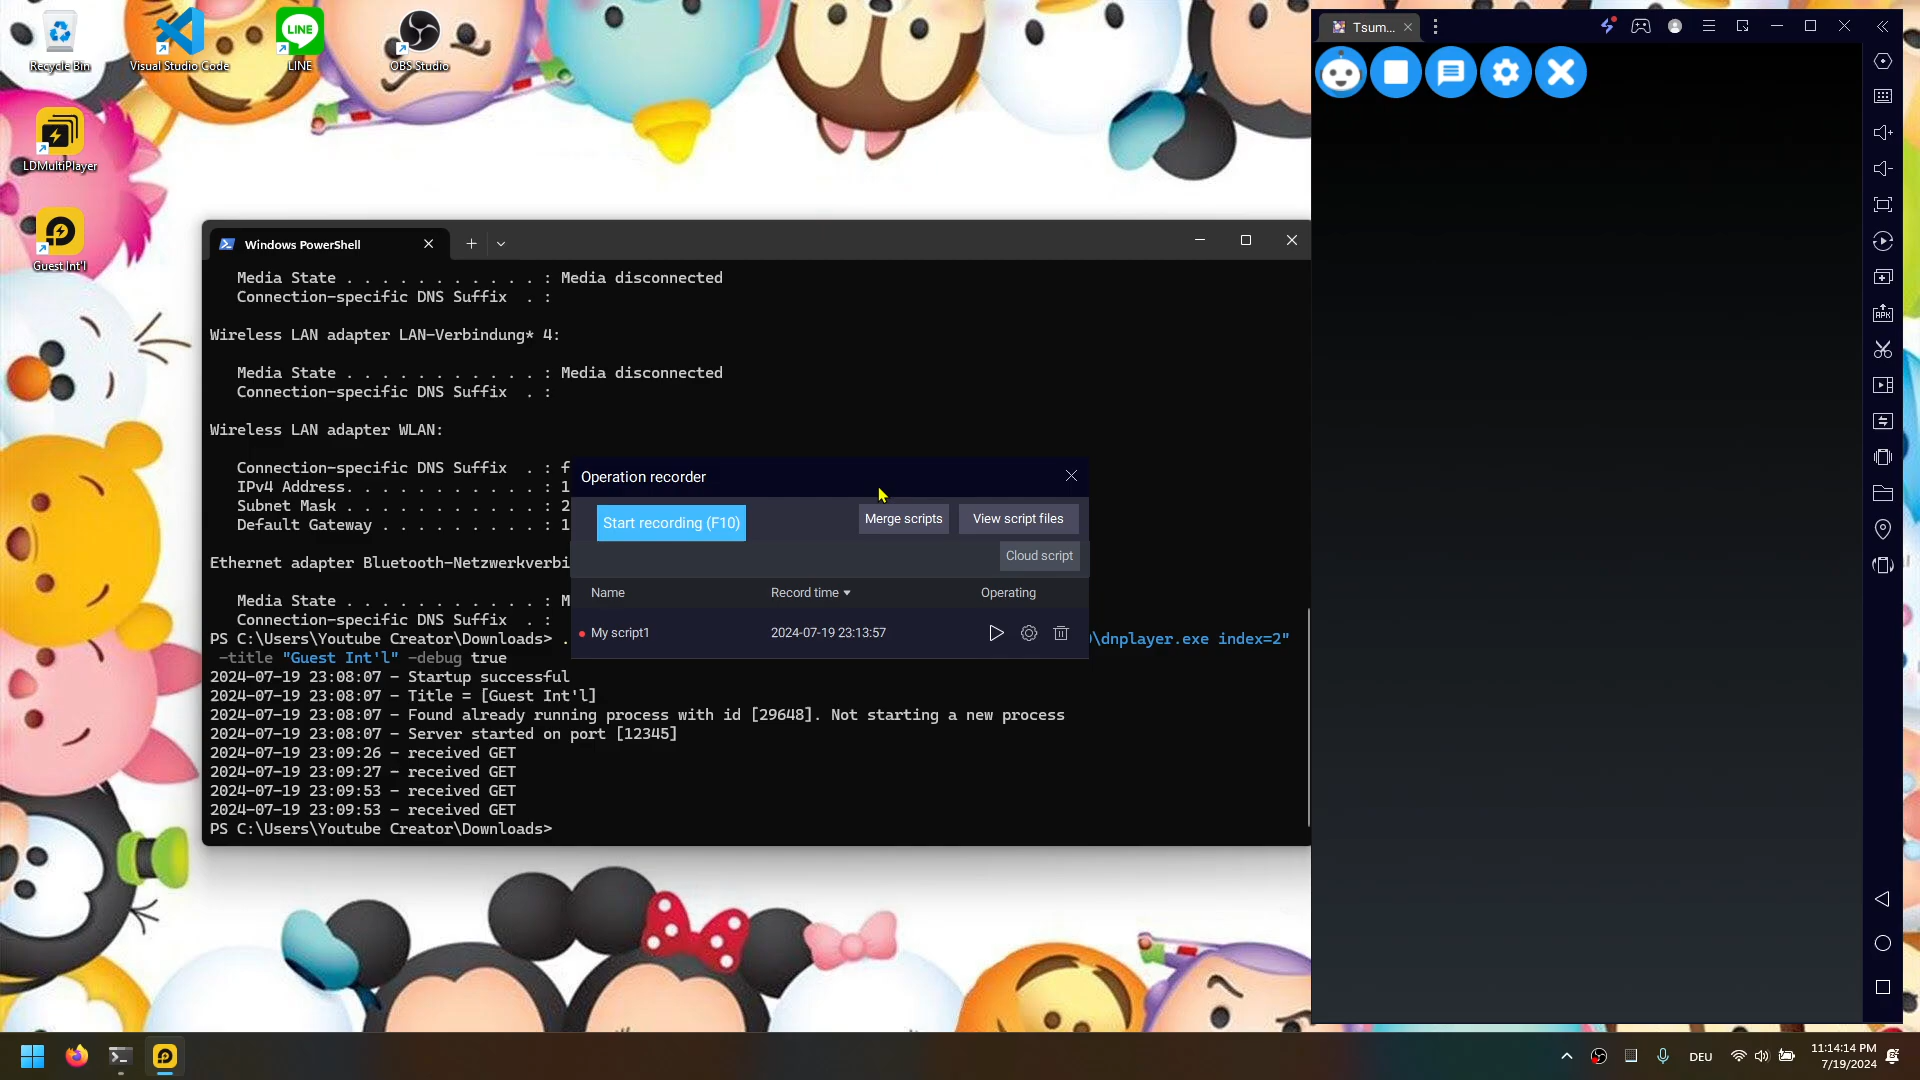 Recycle Bin
Visual Studio Code
LINE
LINE
OBS Studio
LDMultiPlayer
Guest Int'l
Windows PowerShell
Media State . . . . . . . . . . . : Media disconnected
Connection-specific DNS Suffix  . :
Wireless LAN adapter LAN-Verbindung* 4:
Media State . . . . . . . . . . . : Media disconnected
Connection-specific DNS Suffix  . :
Wireless LAN adapter WLAN:
Connection-specific DNS Suffix  . : f
IPv4 Address. . . . . . . . . . . : 1
Subnet Mask . . . . . . . . . . . : 2
Default Gateway . . . . . . . . . : 1
Ethernet adapter Bluetooth-Netzwerkverbi
Media State . . . . . . . . . . . : M
Connection-specific DNS Suffix  . :
PS C:\Users\Youtube Creator\Downloads> . \dnplayer.exe index=2"
-title "Guest Int'l" -debug true
2024-07-19 23:08:07 - Startup successful
2024-07-19 23:08:07 - Title = [Guest Int'l]
2024-07-19 23:08:07 - Found already running process with id [29648]. Not starting a new process
2024-07-19 23:08:07 - Server started on port [12345]
2024-07-19 23:09:26 - received GET
2024-07-19 23:09:27 - received GET
2024-07-19 23:09:53 - received GET
2024-07-19 23:09:53 - received GET
PS C:\Users\Youtube Creator\Downloads>
Operation recorder
Start recording (F10)
Merge scripts
View script files
Cloud script
Name Record time Operating
My script1 2024-07-19 23:13:57
Tsum...
APK
DEU
11:14:14 PM
7/19/2024